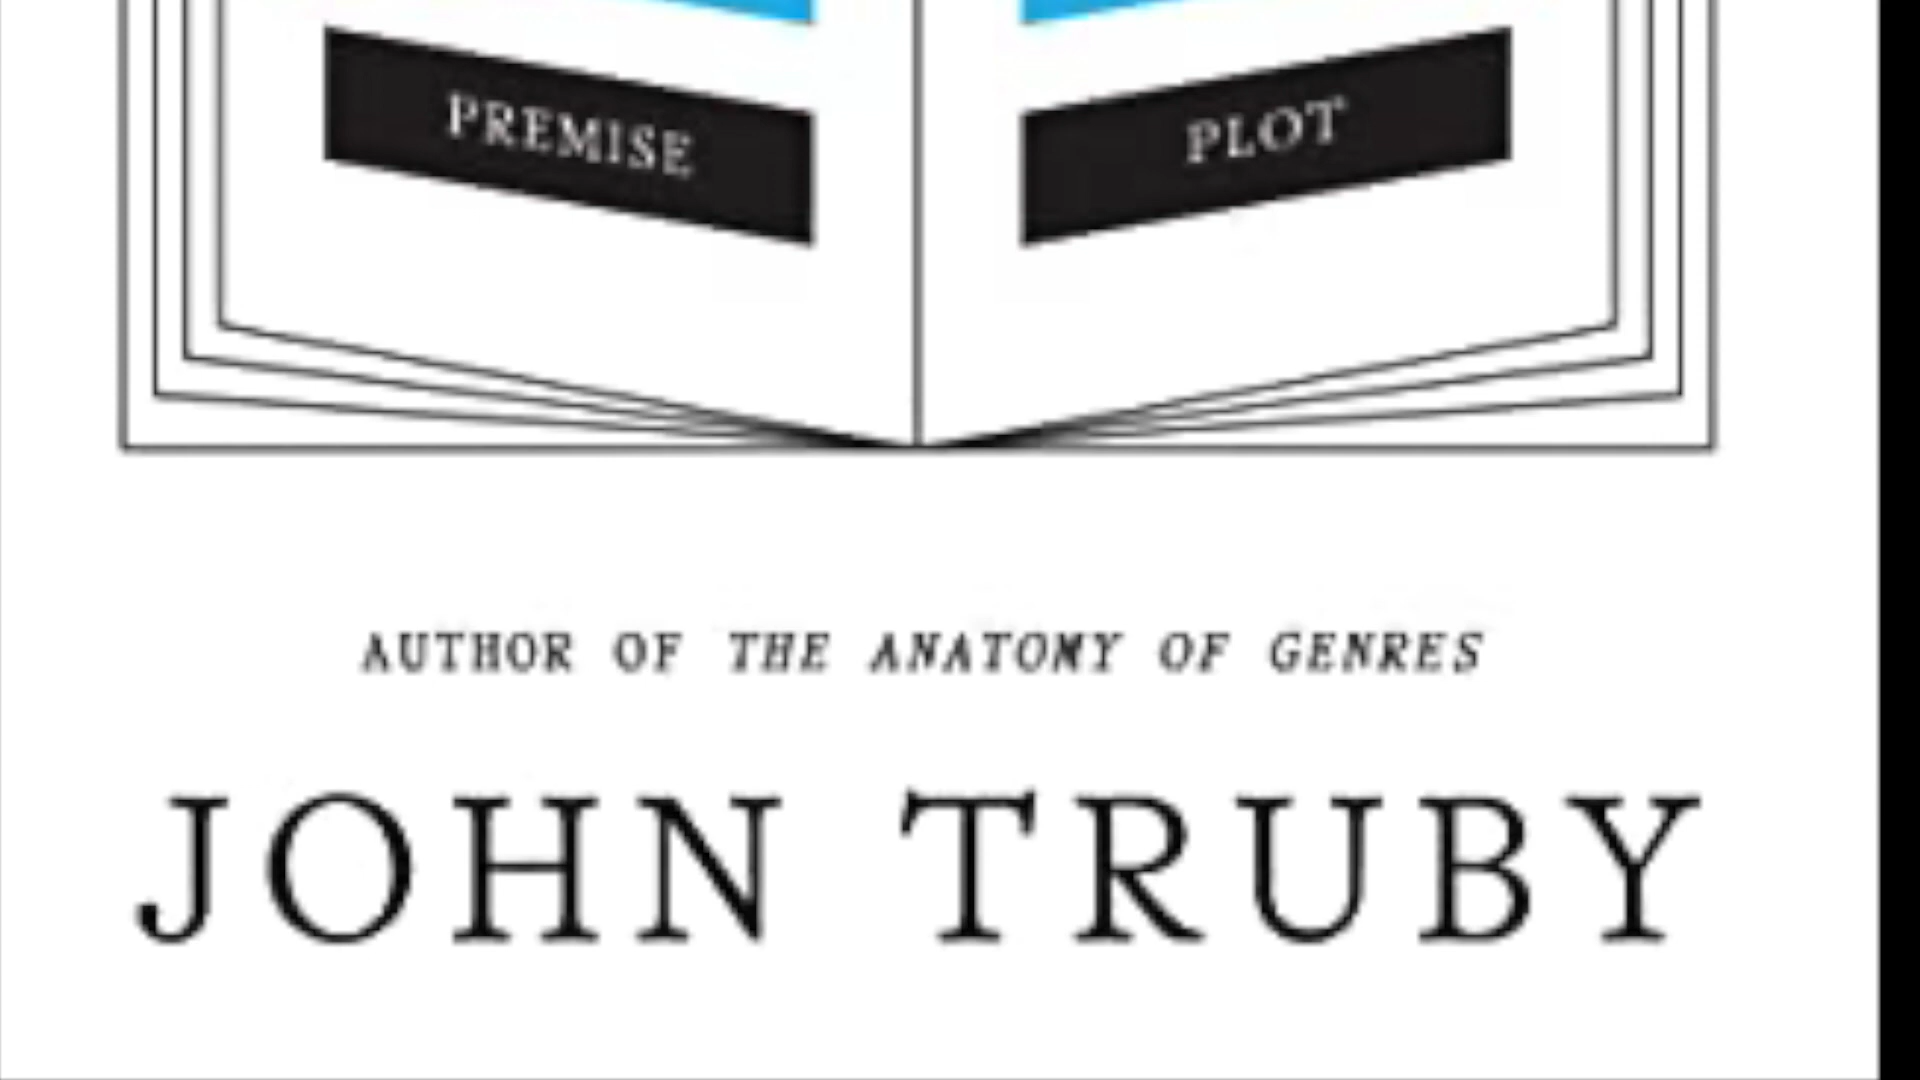 PREMISE
PLOT
AUTHOR OF THE ANATOMY OF GENRES
JOHN TRUBY